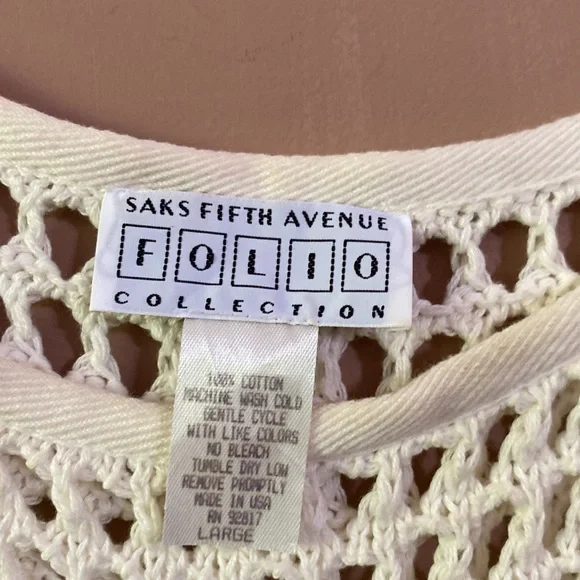 SAKS FIFTH AVENUE
FOLIO
COLLECTION
100% COTTON
MACHINE WASH COLD
GENTLE CYCLE
WITH LIKE COLORS
NO BLEACH
TUMBLE DRY LOW
REMOVE PROMPTLY
MADE IN USA
RN 92817
LARGE